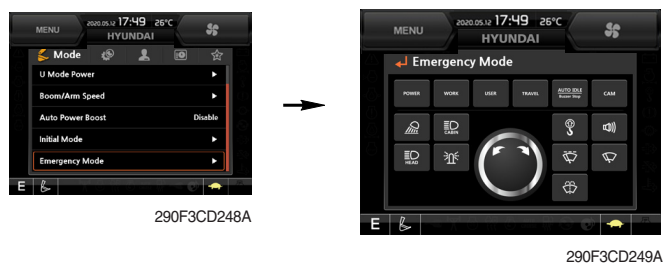 MENU
2020.05.12 17:49 26°C
HYUNDAI
Mode
U Mode Power
Boom/Arm Speed
Auto Power Boost Disable
Initial Mode
Emergency Mode
E
290F3CD248A
MENU
2020.05.12 17:49 26°C
HYUNDAI
Emergency Mode
POWER WORK USER TRAVEL AUTO IDLE CAM
Buzzer Stop
CABIN
HEAD
E
290F3CD249A